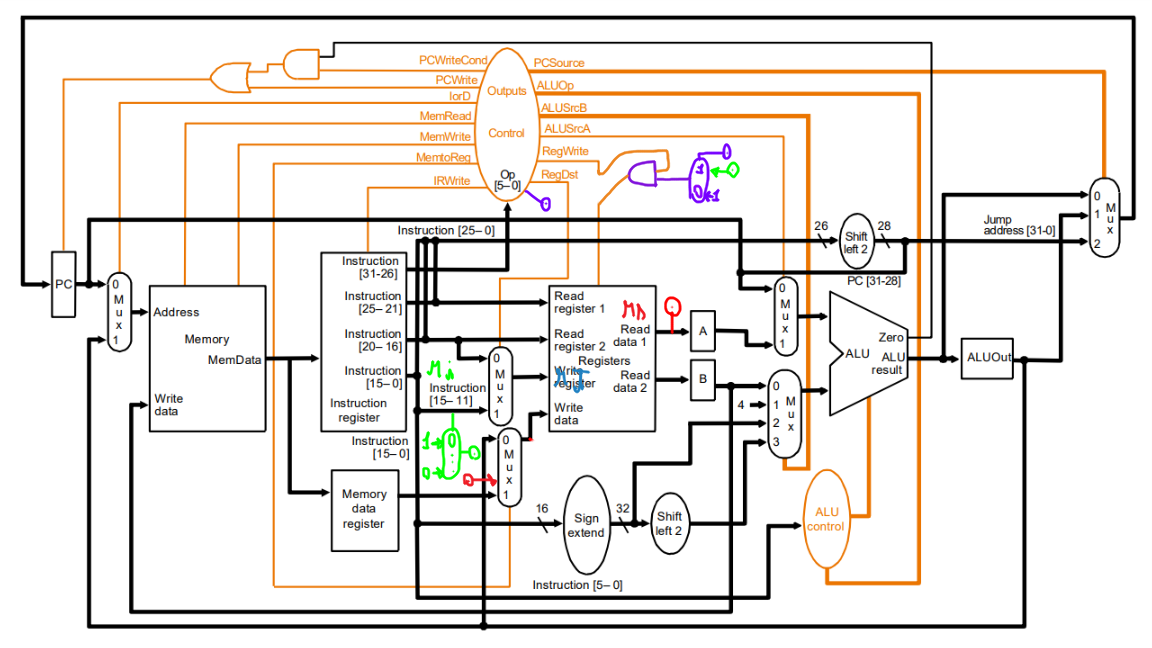 PCWriteCond
PCSource
PCWrite
ALUOp
Outputs
IorD
ALUSrcB
MemRead
ALUSrcA
Control
MemWrite
RegWrite
MemtoReg
RegDst
Op
[5–0]
IRWrite
1
0
1
Instruction [25–0]
26
28
Shift
left 2
Jump
address [31-0]
0
1
2
M
u
x
PC [31-28]
PC
0
M
u
x
1
Address
Memory
MemData
Write
data
Instruction
[31-26]
Instruction
[25–21]
Instruction
[20–16]
Instruction
[15–0]
Instruction
register
Instruction
[15–0]
Instruction
[15–11]
0
M
u
x
1
Read
register 1
Read
register 2
Write
register
Write
data
Registers
Read
data 1
Read
data 2
A
B
0
M
u
x
1
4
0
1
2
3
M
u
x
Zero
ALU
ALU
result
ALUOut
1
0
0
M
u
x
1
Memory
data
register
16
Sign
extend
32
Shift
left 2
ALU
control
Instruction [5–0]